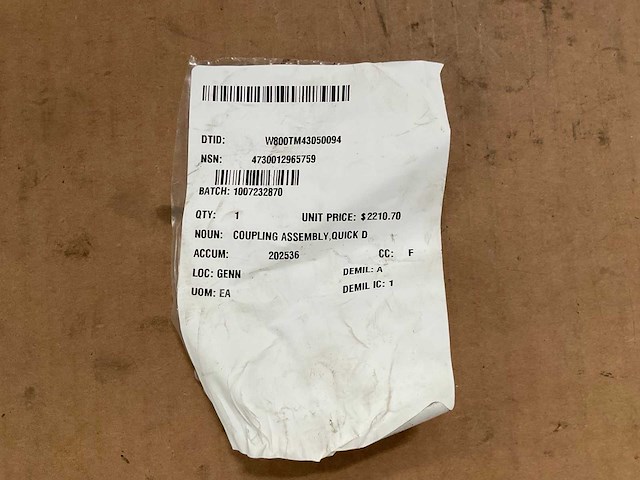 DTID: W800TM43050094
NSN: 4730012965759
BATCH: 1007232870
QTY: 1 UNIT PRICE: $2210.70
NOUN: COUPLING ASSEMBLY,QUICK D
ACCUM: 202536 CC: F
LOC: GENN DEMIL: A
UOM: EA DEMIL IC: 1